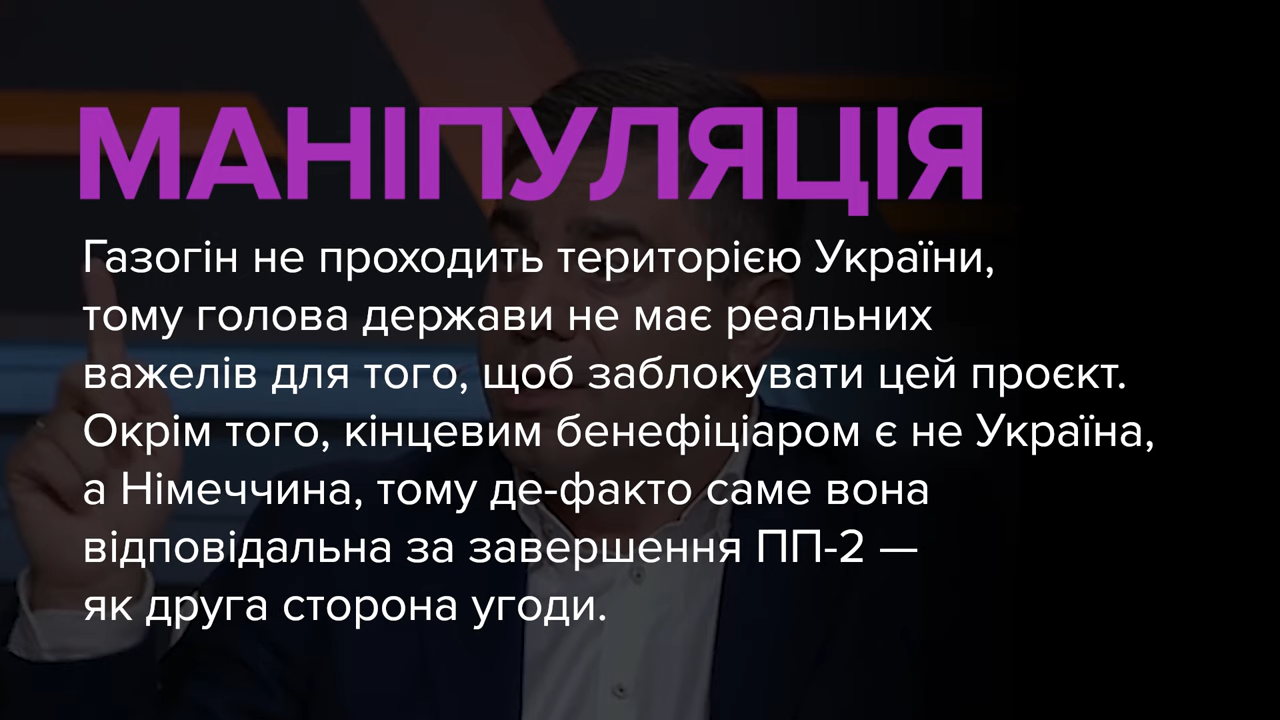 МАНІПУЛЯЦІЯ
Газогін не проходить територією України,
тому голова держави не має реальних
важелів для того, щоб заблокувати цей проєкт.
Окрім того, кінцевим бенефіціаром є не Україна,
а Німеччина, тому де-факто саме вона
відповідальна за завершення ПП-2 —
як друга сторона угоди.